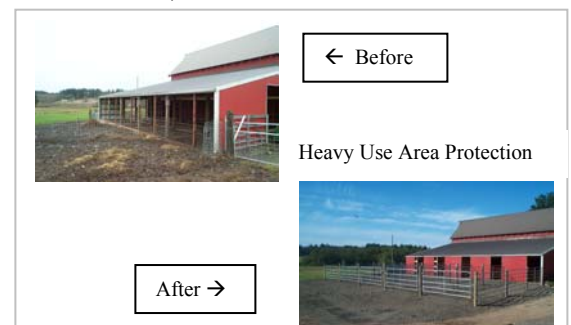 ← Before
Heavy Use Area Protection
After →